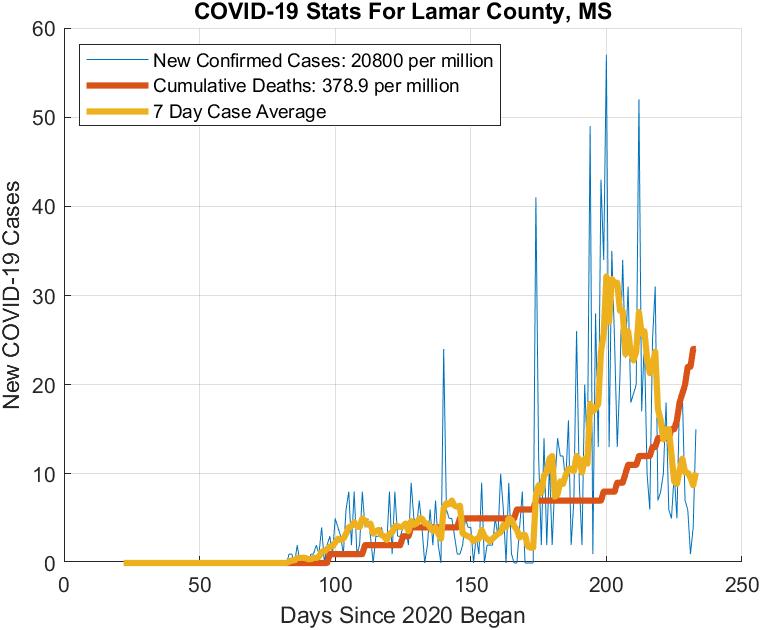 COVID-19 Stats For Lamar County, MS
New Confirmed Cases: 20800 per million
Cumulative Deaths: 378.9 per million
7 Day Case Average
New COVID-19 Cases
60
50
40
30
20
10
0
0 50 100 150 200 250
Days Since 2020 Began